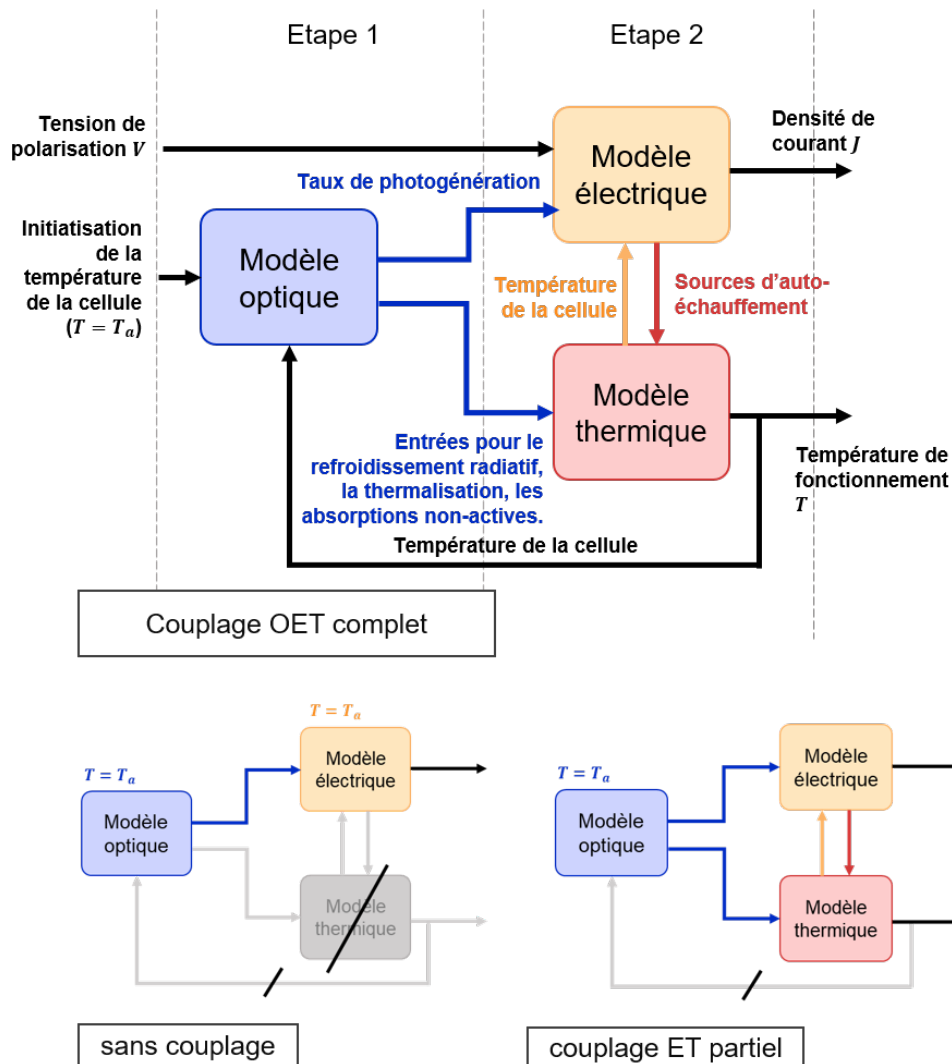 Etape 1
Etape 2
Tension de
polarisation V
Taux de photogénération
Modèle
électrique
Densité de
courant J
Initiatisation
de la
température
de la cellule
(T = Tₐ)
Modèle
optique
Température
de la cellule
Sources d'auto-
échauffement
Modèle
thermique
Entrées pour le
refroidissement radiatif,
la thermalisation, les
absorptions non-actives.
Température de
fonctionnement
T
Température de la cellule
Couplage OET complet
T = Tₐ
T = Tₐ
Modèle
optique
Modèle
électrique
Modèle
thermique
sans couplage
T = Tₐ
Modèle
optique
Modèle
électrique
Modèle
thermique
couplage ET partiel